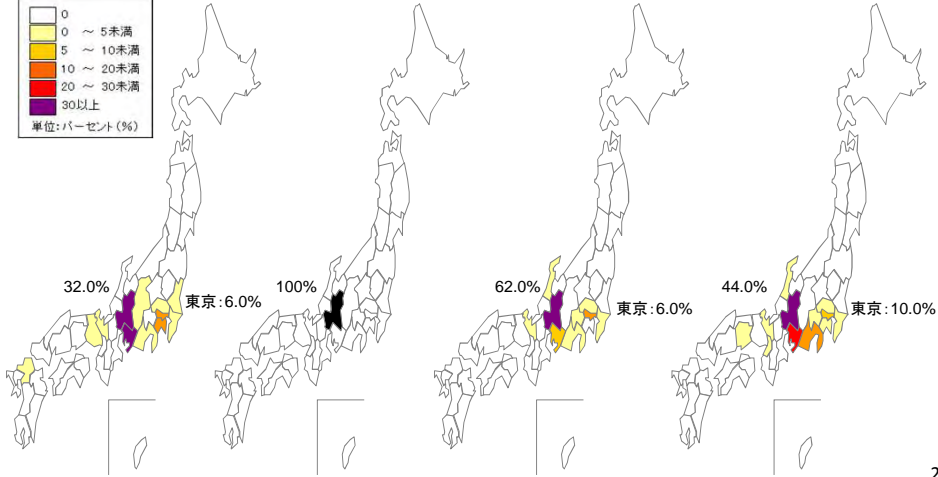 0
0 ～ 5未満
5 ～ 10未満
10 ～ 20未満
20 ～ 30未満
30以上
単位:パーセント(%)
32.0%
東京:6.0%
100%
62.0%
東京:6.0%
44.0%
東京:10.0%
2